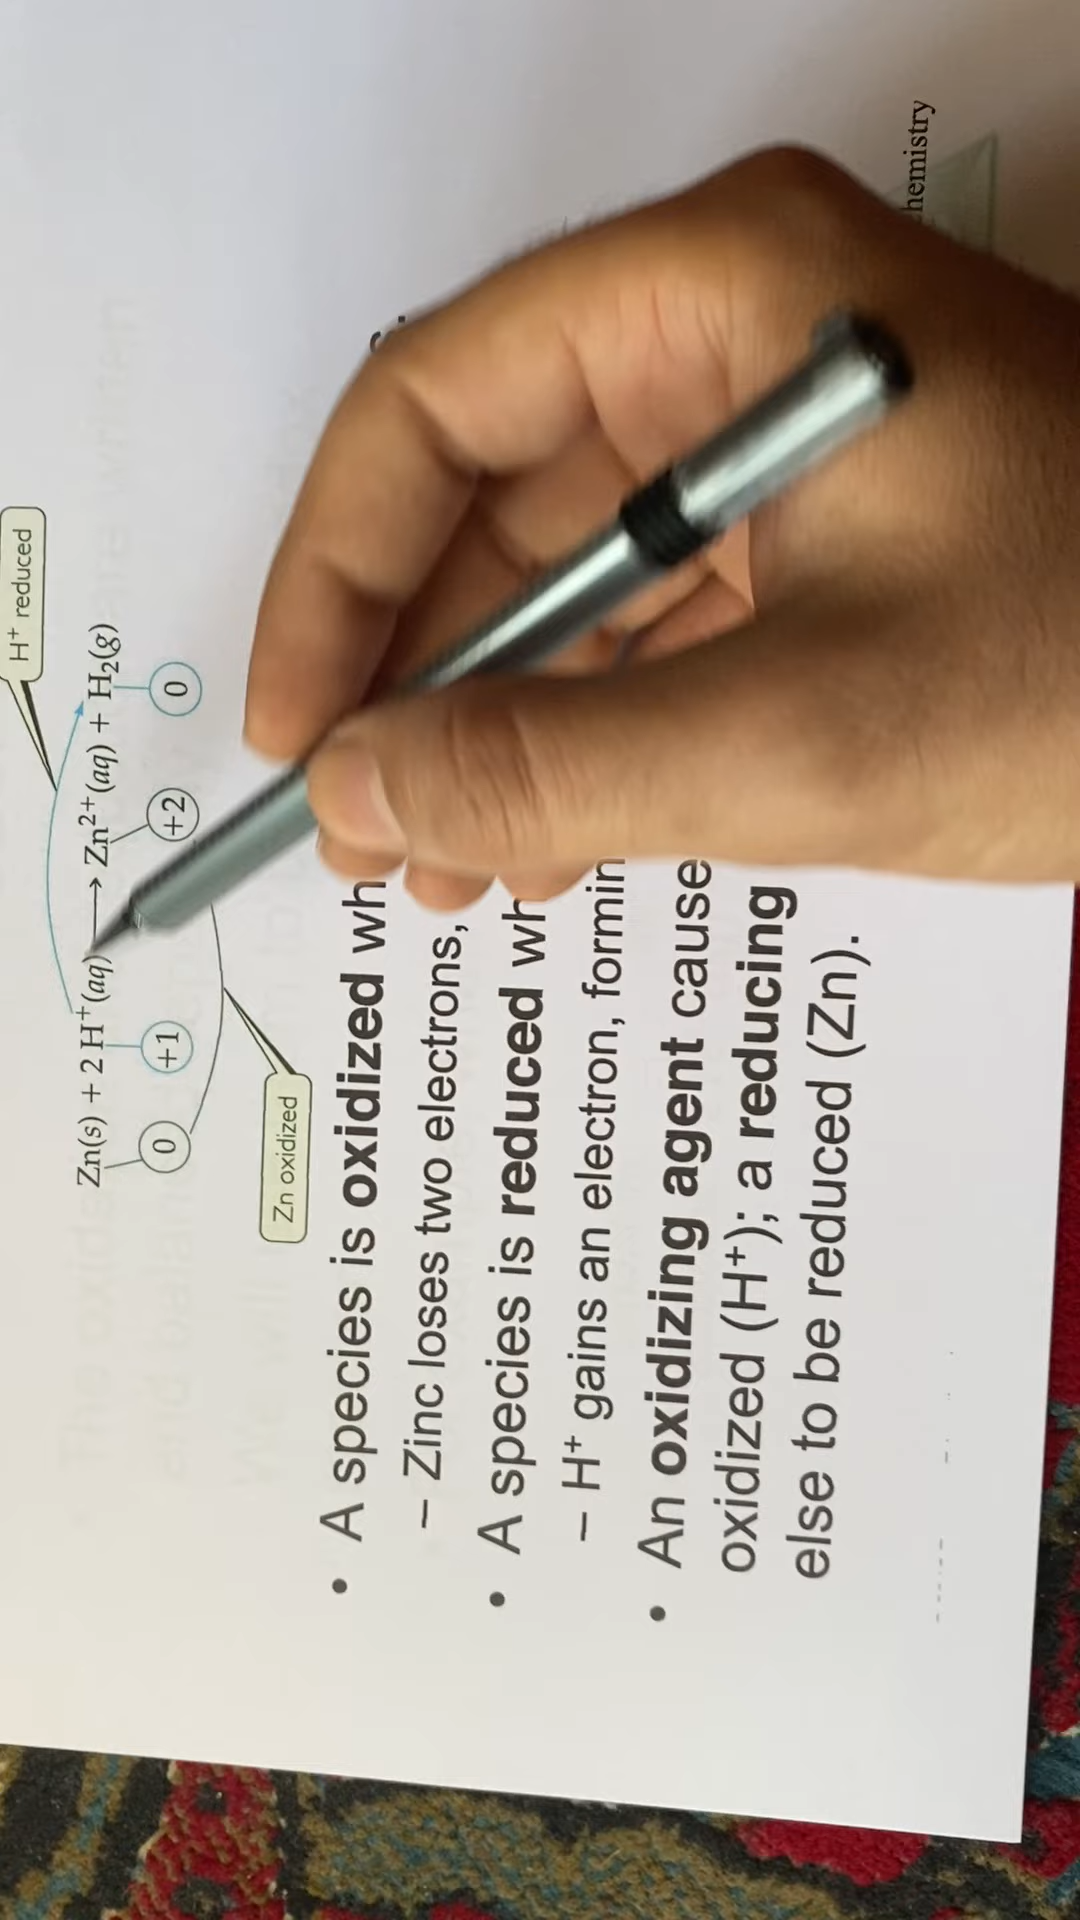 H⁺ reduced
Zn(s) + 2 H⁺(aq) ⟶ Zn²⁺(aq) + H₂(g)
0 +1 +2 0
Zn oxidized
• A species is oxidized wh
– Zinc loses two electrons,
• A species is reduced wh
– H⁺ gains an electron, formin
• An oxidizing agent cause
oxidized (H⁺); a reducing
else to be reduced (Zn).
hemistry